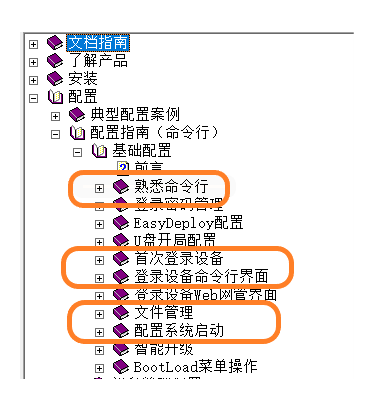 文档指南
了解产品
安装
配置
典型配置案例
配置指南（命令行）
基础配置
前言
熟悉命令行
登录密码管理
EasyDeploy配置
U盘开局配置
首次登录设备
登录设备命令行界面
登录设备Web网管界面
文件管理
配置系统启动
智能升级
BootLoad菜单操作